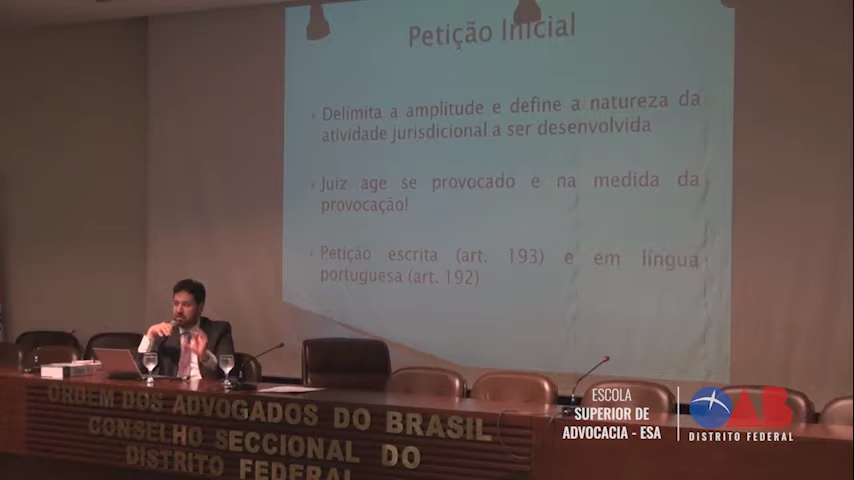 Petição Inicial
Delimita a amplitude e define a natureza da
atividade jurisdicional a ser desenvolvida
Juiz age se provocado e na medida da
provocação!
Petição escrita (art. 193) e em língua
portuguesa (art. 192)
ORDEM DOS ADVOGADOS DO BRASIL
CONSELHO SECCIONAL DO
DISTRITO FEDERAL
ESCOLA
SUPERIOR DE
ADVOCACIA - ESA
OAB
DISTRITO FEDERAL